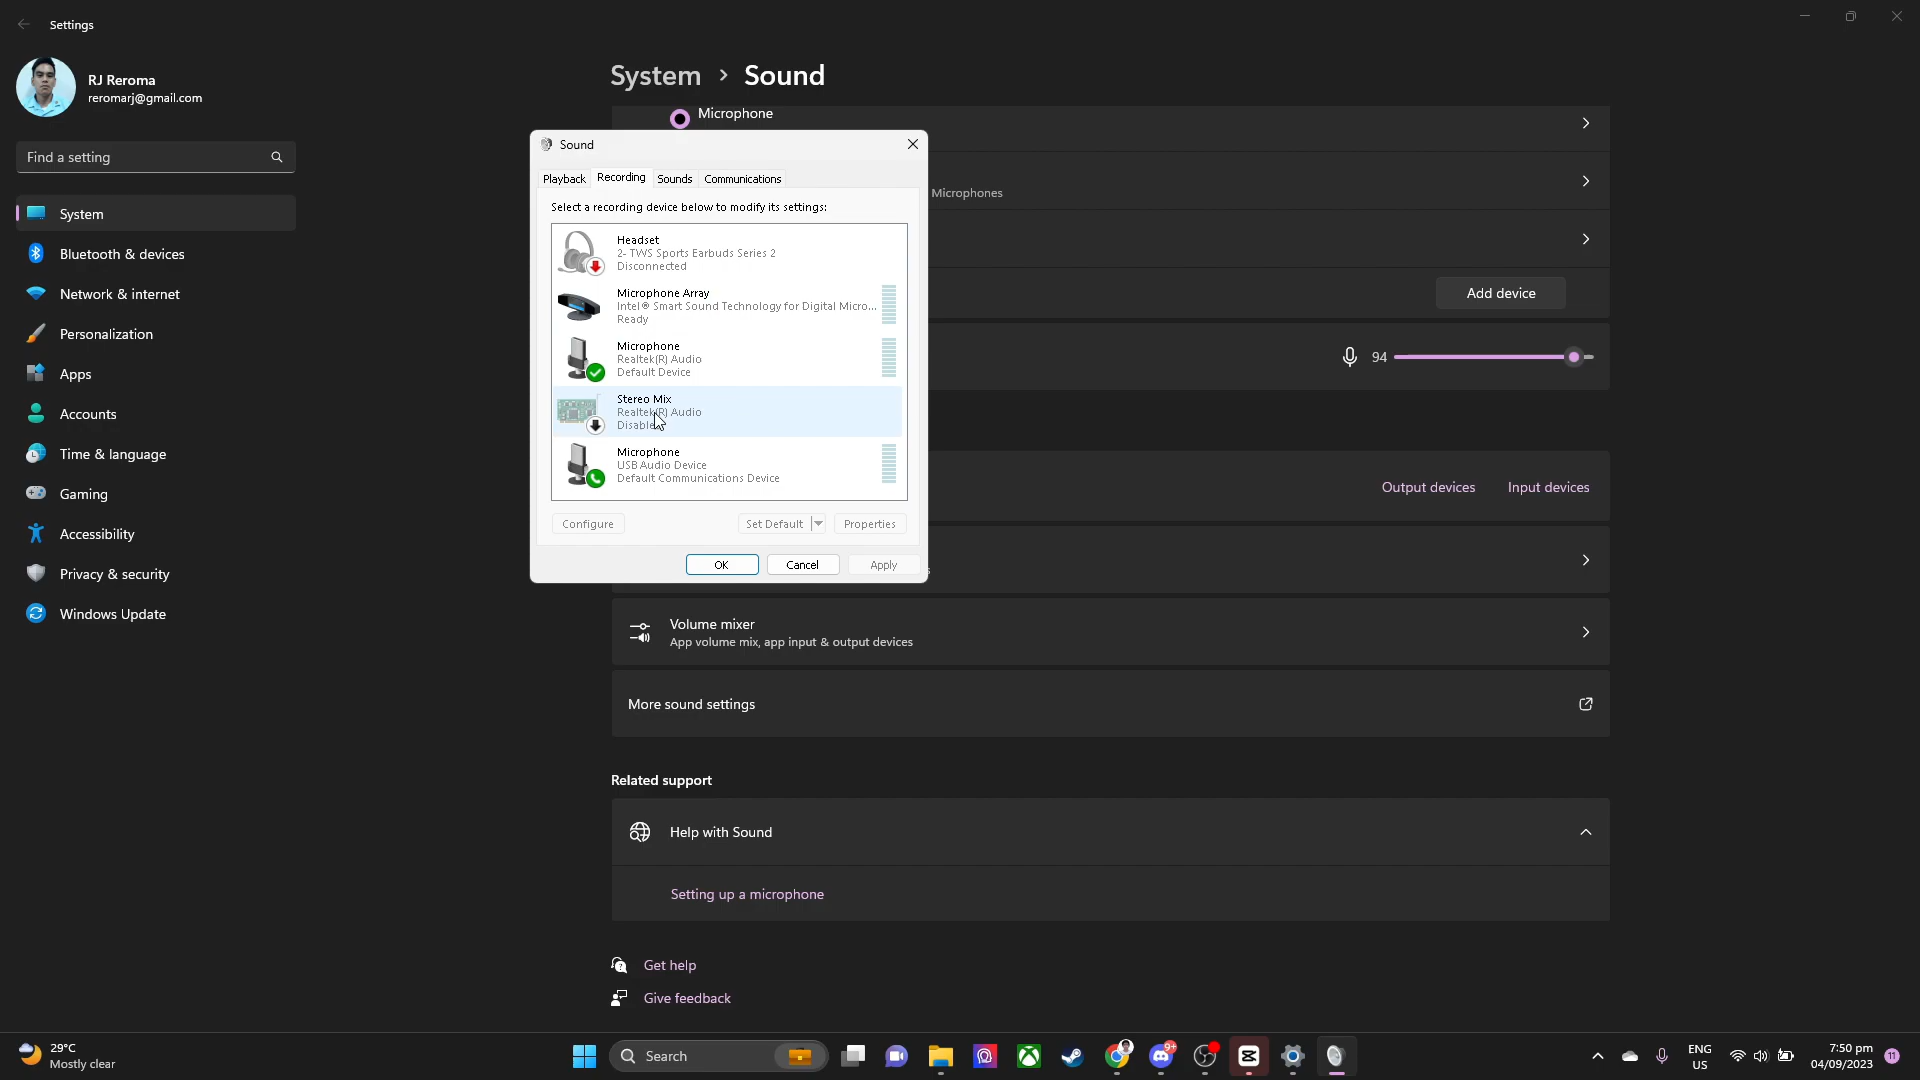 Settings
RJ Reroma
reromarj@gmail.com
Find a setting
System
Bluetooth & devices
Network & internet
Personalization
Apps
Accounts
Time & language
Gaming
Accessibility
Privacy & security
Windows Update
System > Sound
Microphone
Microphones
Add device
94
Output devices Input devices
Sound
Playback Recording Sounds Communications
Select a recording device below to modify its settings:
Headset
2- TWS Sports Earbuds Series 2
Disconnected
Microphone Array
Intel® Smart Sound Technology for Digital Micro...
Ready
Microphone
Realtek(R) Audio
Default Device
Stereo Mix
Realtek(R) Audio
Disabled
Microphone
USB Audio Device
Default Communications Device
Configure Set Default Properties
OK Cancel Apply
Volume mixer
App volume mix, app input & output devices
More sound settings
Related support
Help with Sound
Setting up a microphone
Get help
Give feedback
29°C
Mostly clear
Search
9+
ENG
US
7:50 pm
04/09/2023
11